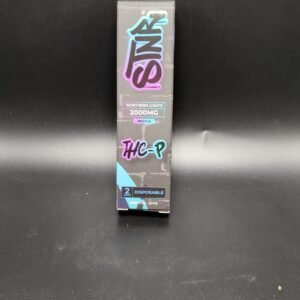 STNR
NORTHERN LIGHTS
2000MG
INDICA
THC-P
2 DISPOSABLE